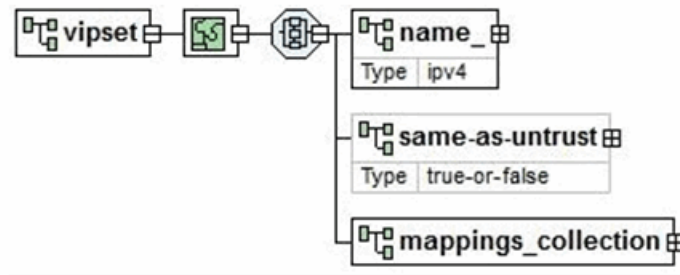 vipset
name_
Type ipv4
same-as-untrust
Type true-or-false
mappings_collection